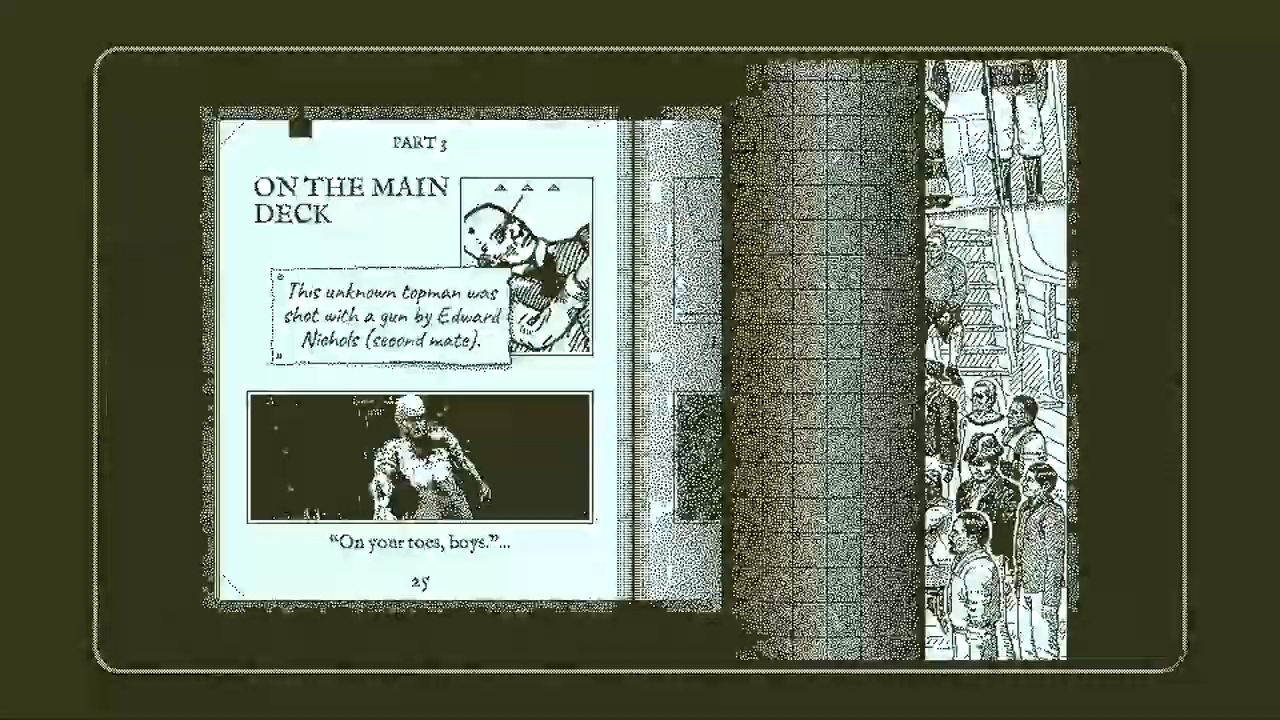 PART 3
ON THE MAIN
DECK
This unknown topman was
shot with a gun by Edward
Nichols (second mate).
“On your toes, boys.”...
25